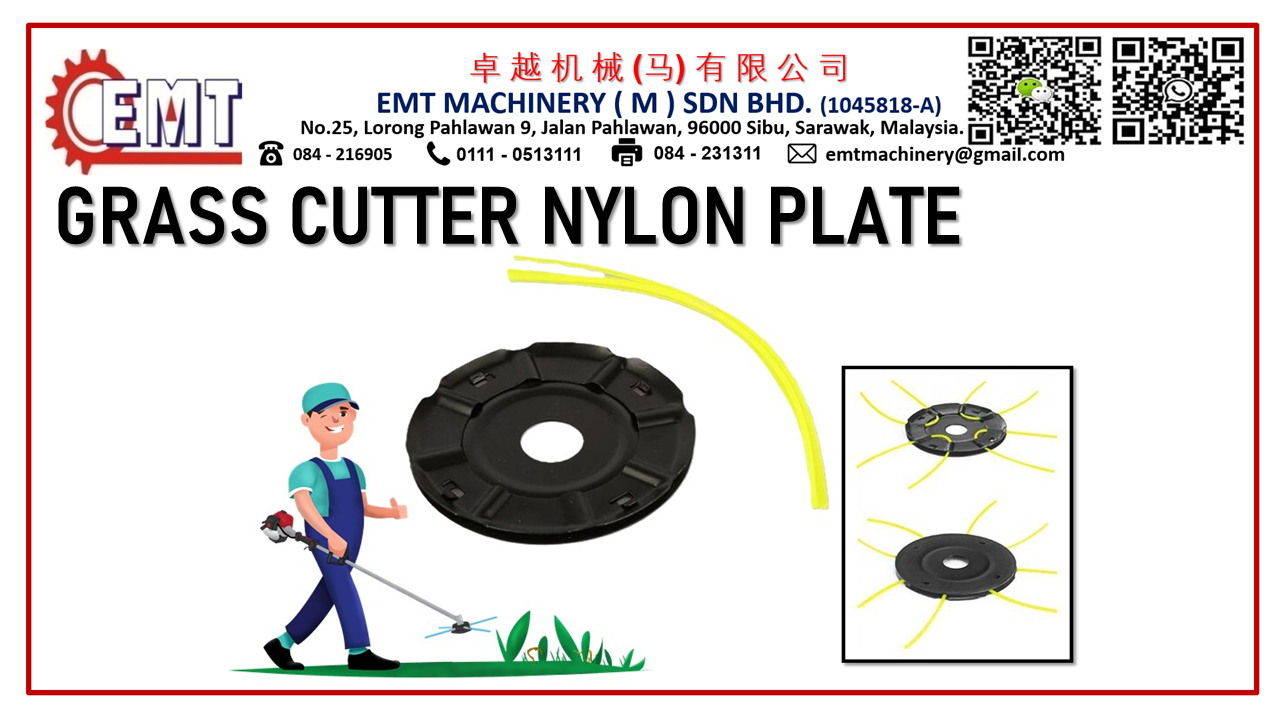 EMT
卓越机械(马)有限公司
EMT MACHINERY ( M ) SDN BHD. (1045818-A)
No.25, Lorong Pahlawan 9, Jalan Pahlawan, 96000 Sibu, Sarawak, Malaysia.
084 - 216905 0111 - 0513111 084 - 231311 emtmachinery@gmail.com
GRASS CUTTER NYLON PLATE